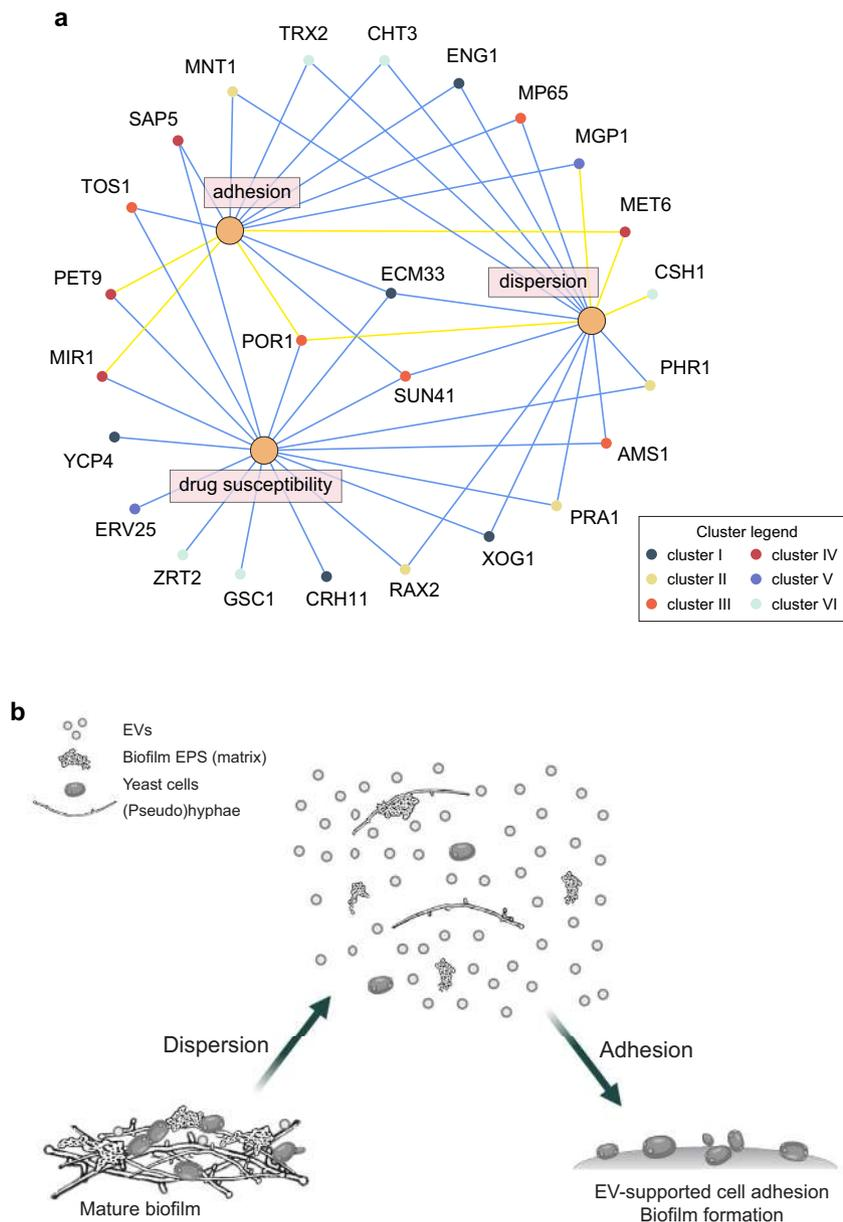 a
TRX2
CHT3
ENG1
MNT1
MP65
SAP5
MGP1
TOS1
adhesion
MET6
PET9
ECM33
dispersion
CSH1
POR1
MIR1
PHR1
SUN41
YCP4
AMS1
drug susceptibility
ERV25
PRA1
XOG1
ZRT2
GSC1
CRH11
RAX2
Cluster legend
cluster I
cluster IV
cluster II
cluster V
cluster III
cluster VI
b
EVs
Biofilm EPS (matrix)
Yeast cells
(Pseudo)hyphae
Dispersion
Adhesion
Mature biofilm
EV-supported cell adhesion
Biofilm formation